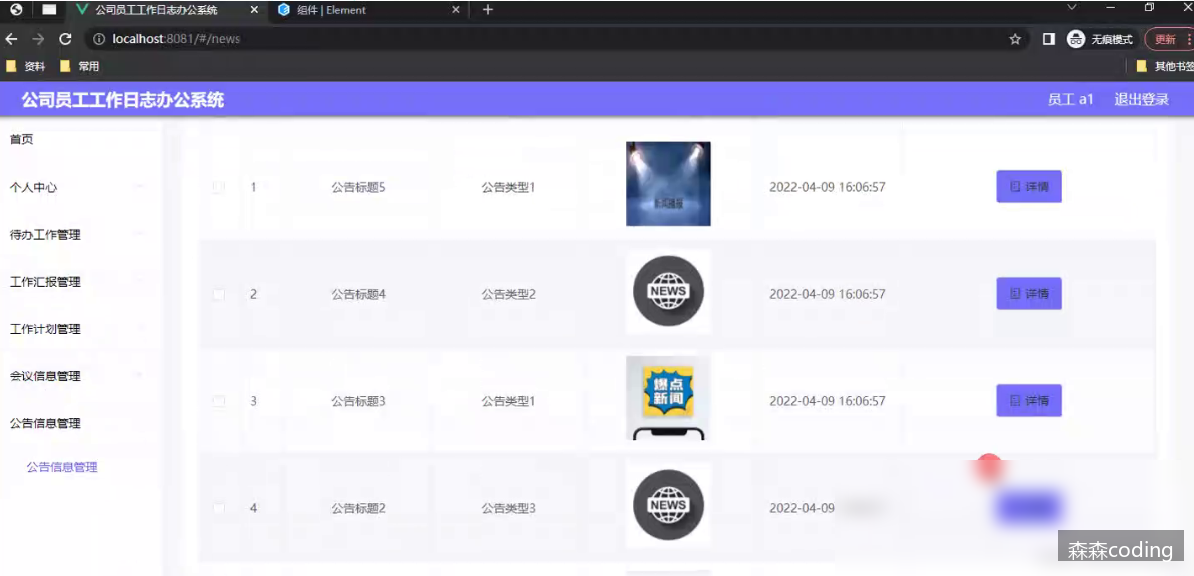 公司员工工作日志办公系统
组件 | Element
localhost:8081/#/news
无痕模式
更新
资料
常用
其他书签
公司员工工作日志办公系统
员工 a1
退出登录
首页
个人中心
待办工作管理
工作汇报管理
工作计划管理
会议信息管理
公告信息管理
公告信息管理
1
公告标题5
公告类型1
2022-04-09 16:06:57
详情
2
公告标题4
公告类型2
NEWS
2022-04-09 16:06:57
详情
3
公告标题3
公告类型1
爆点
新闻
2022-04-09 16:06:57
详情
4
公告标题2
公告类型3
NEWS
2022-04-09
森森coding